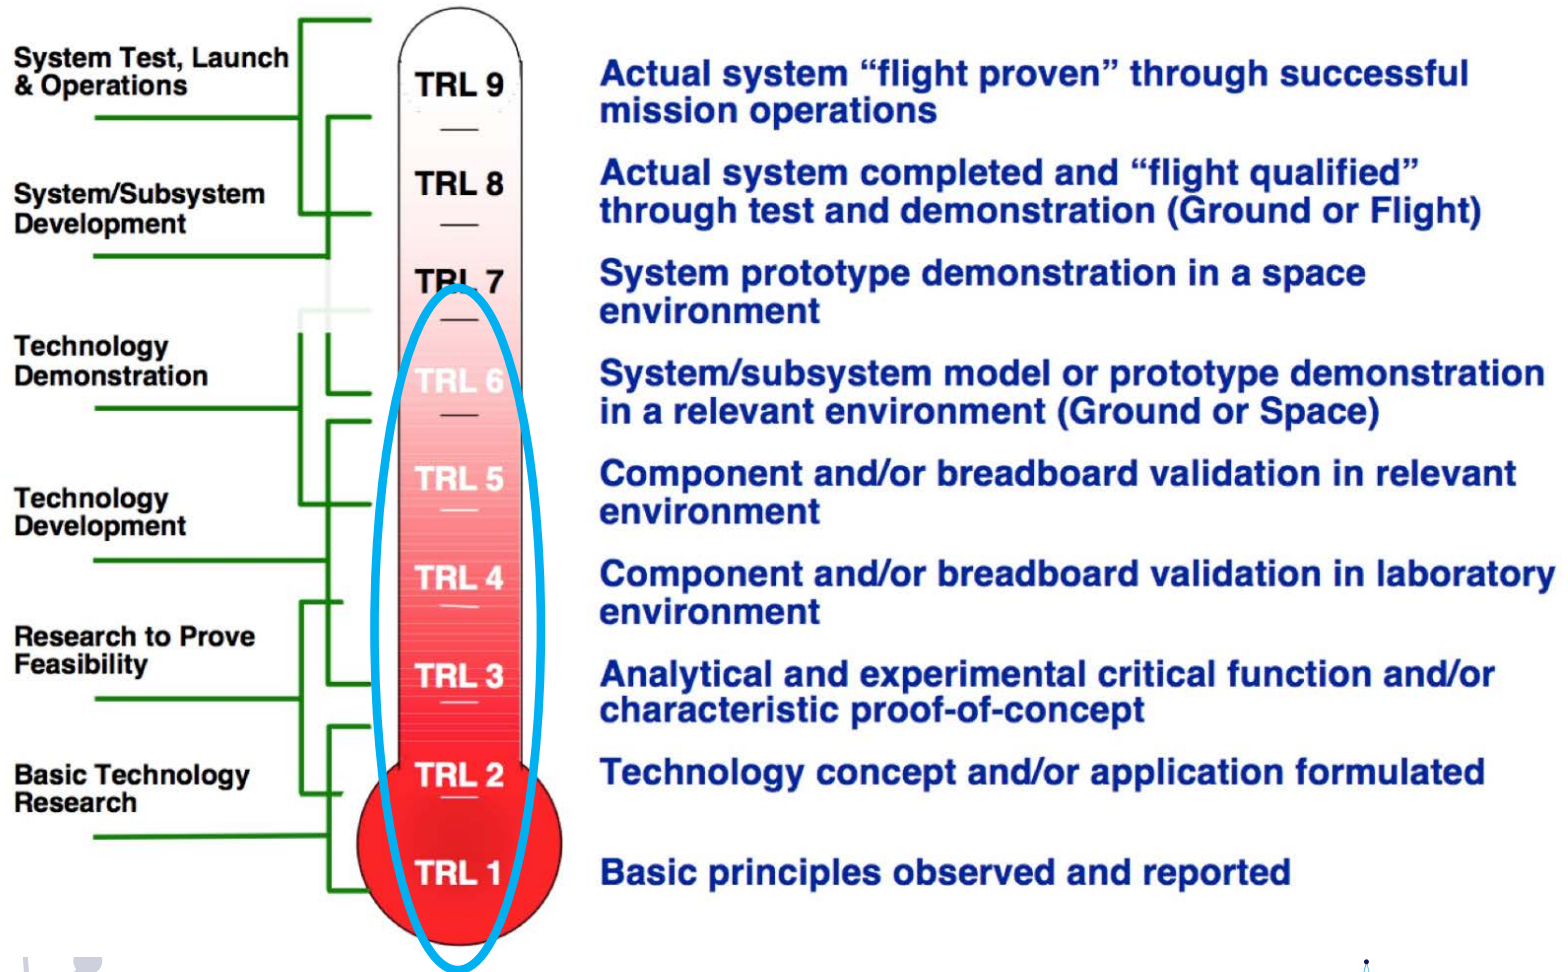 System Test, Launch
& Operations
System/Subsystem
Development
Technology
Demonstration
Technology
Development
Research to Prove
Feasibility
Basic Technology
Research
TRL 9
TRL 8
TRL 7
TRL 6
TRL 5
TRL 4
TRL 3
TRL 2
TRL 1
Actual system “flight proven” through successful
mission operations
Actual system completed and “flight qualified”
through test and demonstration (Ground or Flight)
System prototype demonstration in a space
environment
System/subsystem model or prototype demonstration
in a relevant environment (Ground or Space)
Component and/or breadboard validation in relevant
environment
Component and/or breadboard validation in laboratory
environment
Analytical and experimental critical function and/or
characteristic proof-of-concept
Technology concept and/or application formulated
Basic principles observed and reported